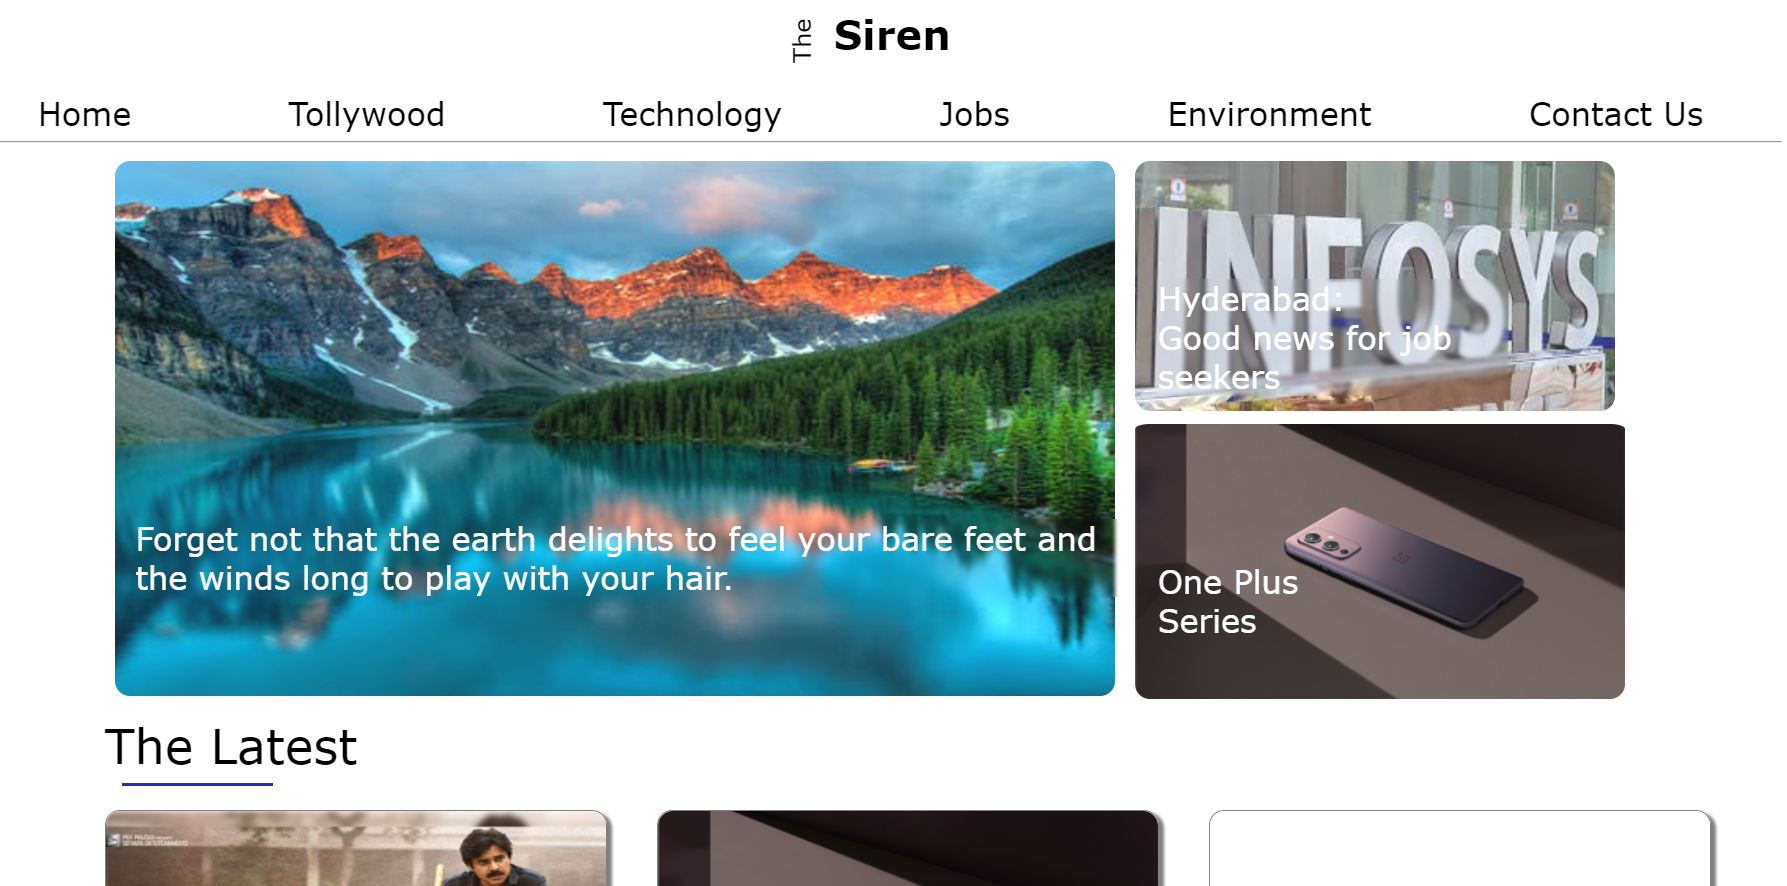 The Siren
Home Tollywood Technology Jobs Environment Contact Us
Forget not that the earth delights to feel your bare feet and
the winds long to play with your hair.
INFOSYS
Hyderabad:
Good news for job
seekers
One Plus
Series
The Latest